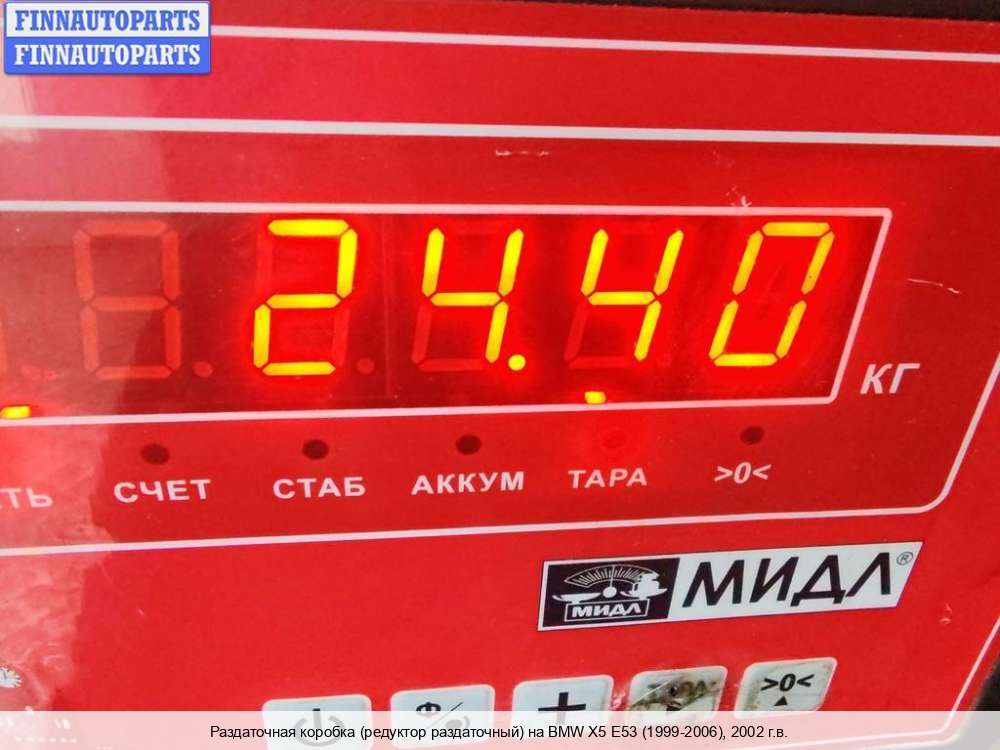 FINNAUTOPARTS
FINNAUTOPARTS
24.40
КГ
ТЬ СЧЕТ СТАБ АККУМ ТАРА >0<
МИДЛ МИДЛ®
Ф + >0<
Раздаточная коробка (редуктор раздаточный) на BMW X5 E53 (1999-2006), 2002 г.в.